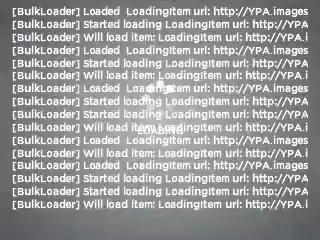 [BulkLoader] Loaded  LoadingItem url: http://YPA.images
[BulkLoader] Started loading LoadingItem url: http://YPA
[BulkLoader] Will load item: LoadingItem url: http://YPA.i
[BulkLoader] Loaded  LoadingItem url: http://YPA.images
[BulkLoader] Started loading LoadingItem url: http://YPA
[BulkLoader] Will load item: LoadingItem url: http://YPA.i
[BulkLoader] Loaded  LoadingItem url: http://YPA.images
[BulkLoader] Started loading LoadingItem url: http://YPA
[BulkLoader] Started loading LoadingItem url: http://YPA
[BulkLoader] Will load item: LoadingItem url: http://YPA.i
LOADING
[BulkLoader] Loaded  LoadingItem url: http://YPA.images
[BulkLoader] Started loading LoadingItem url: http://YPA
[BulkLoader] Will load item: LoadingItem url: http://YPA.i
[BulkLoader] Loaded  LoadingItem url: http://YPA.images
[BulkLoader] Started loading LoadingItem url: http://YPA
[BulkLoader] Will load item: LoadingItem url: http://YPA.i